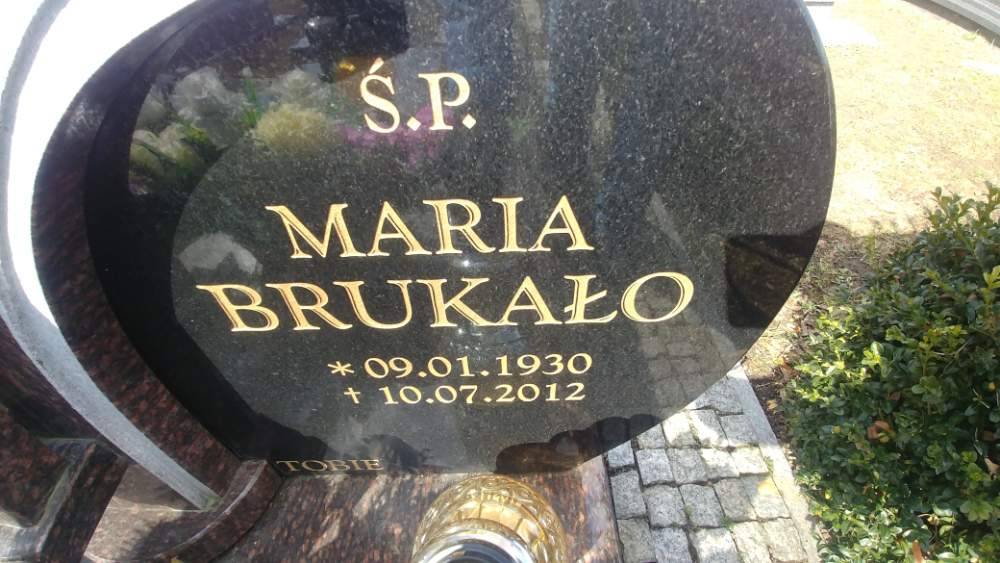 Ś.P.
MARIA
BRUKAŁO
* 09.01.1930
† 10.07.2012
TOBIE